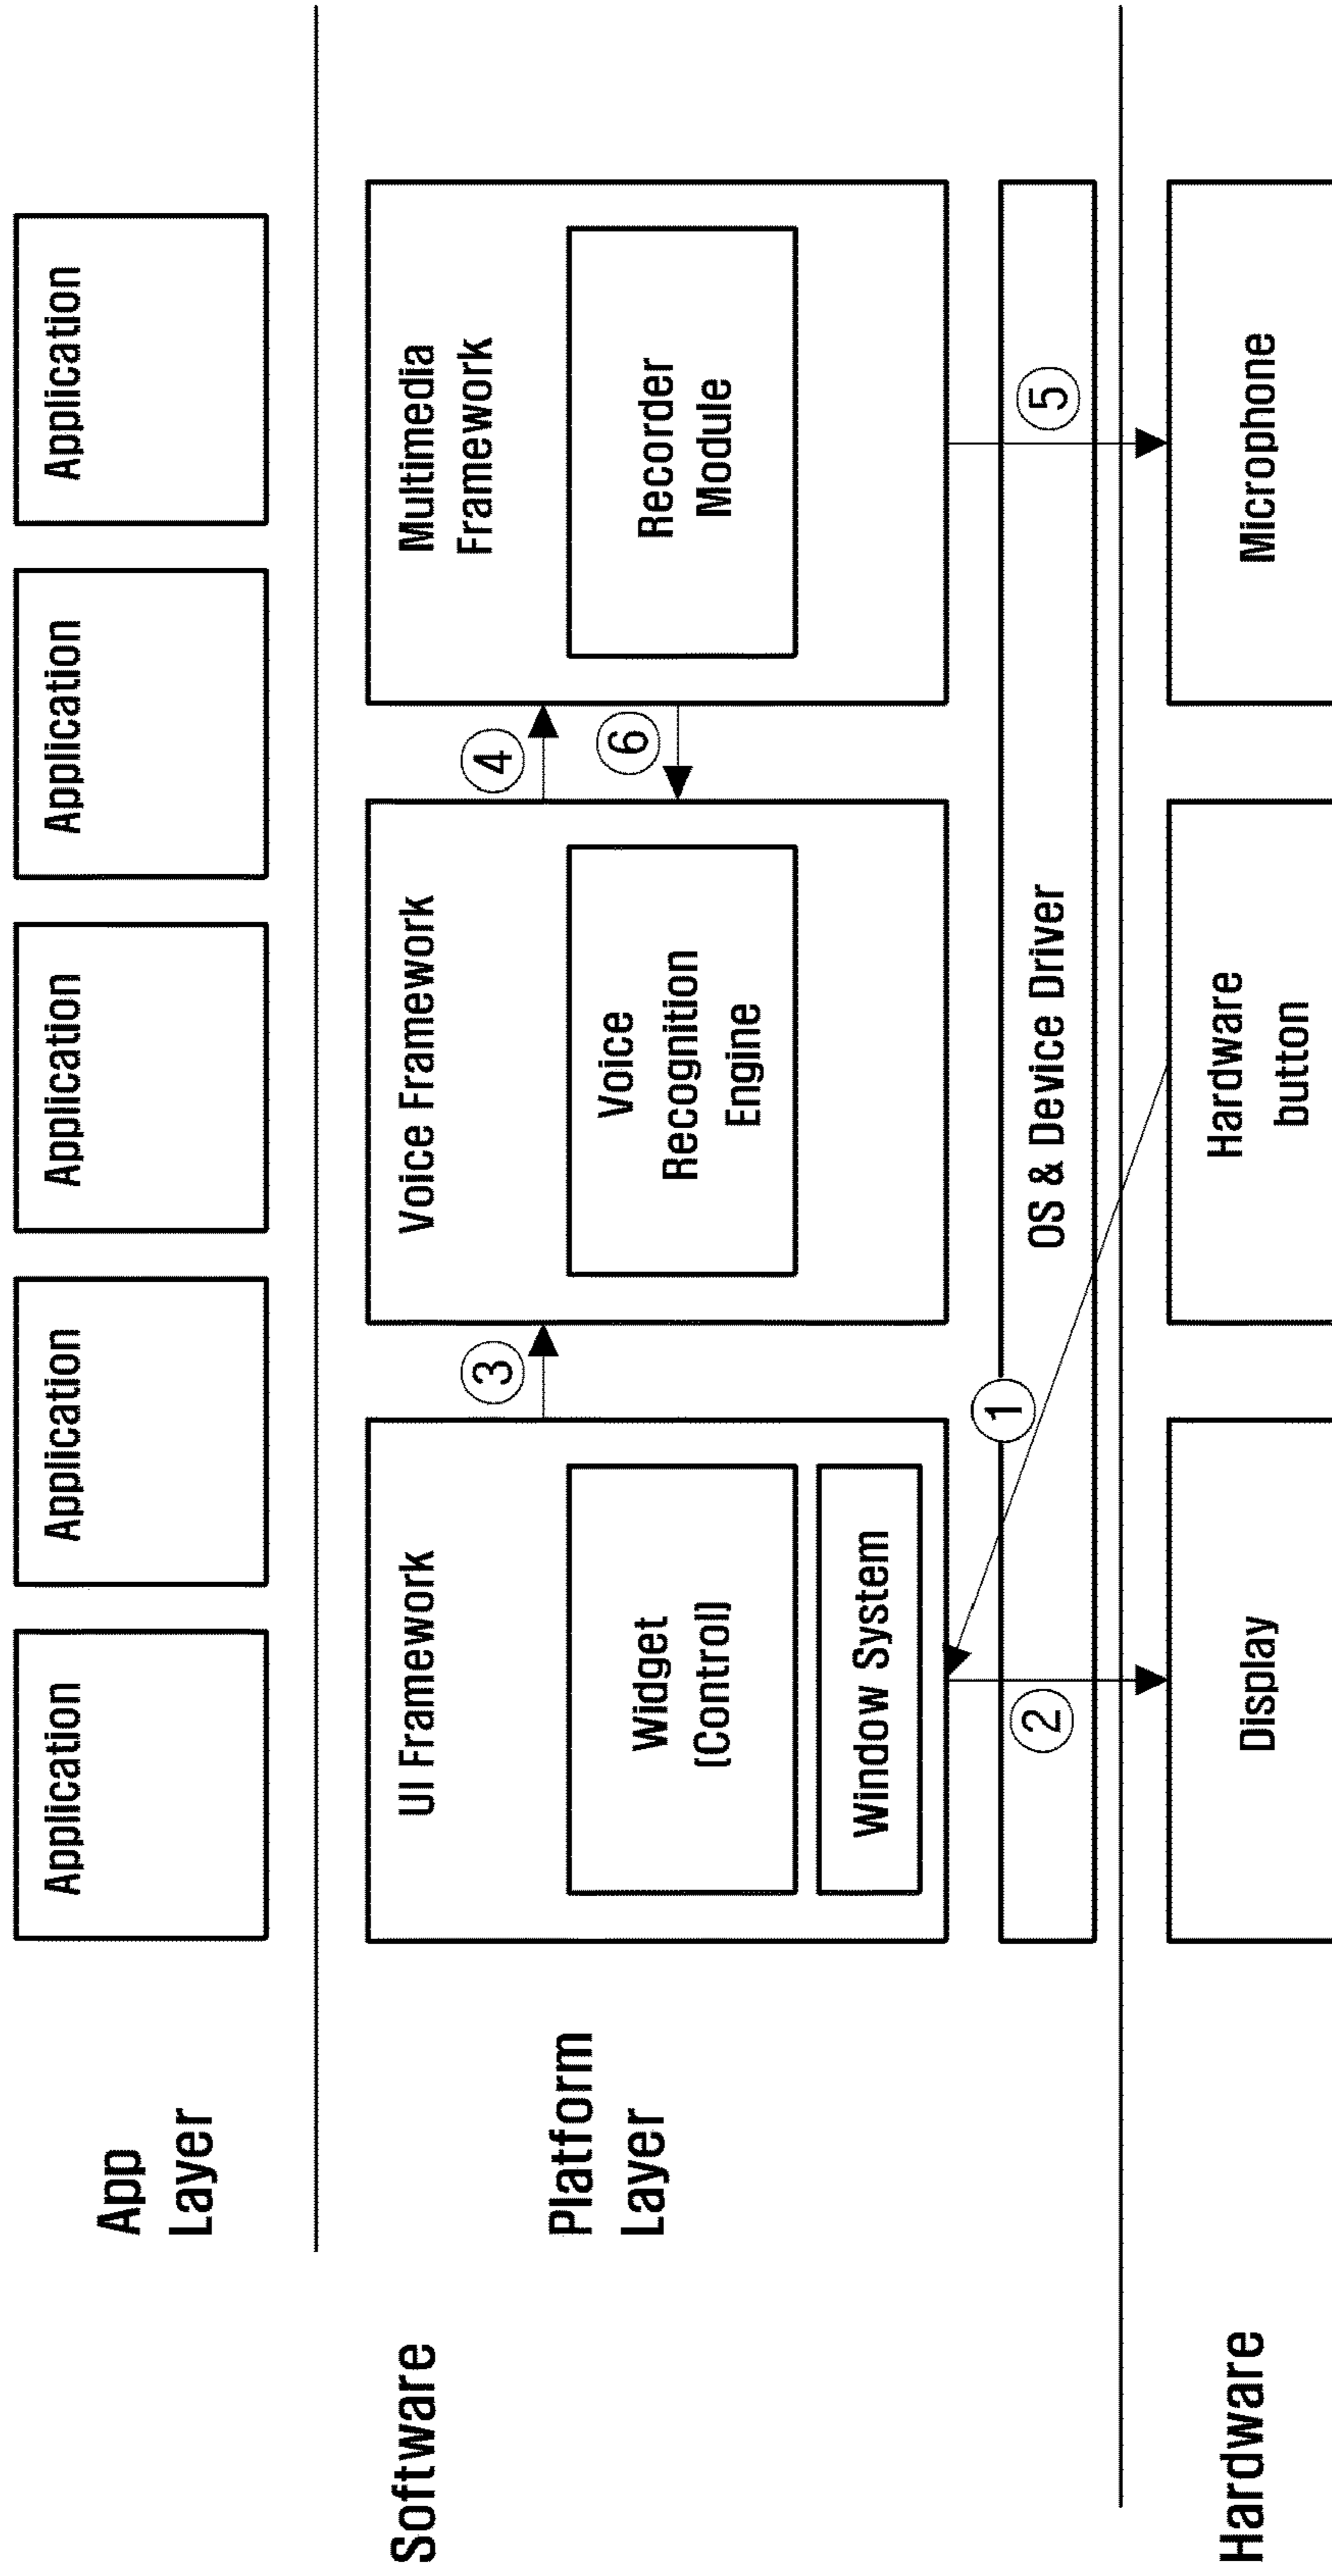 App
Layer
Application
Application
Application
Application
Application
Software
Platform
Layer
UI Framework
Widget
(Control)
Window System
3
Voice Framework
Voice
Recognition
Engine
4
6
Multimedia
Framework
Recorder
Module
1
2
OS & Device Driver
5
Hardware
Display
Hardware
button
Microphone